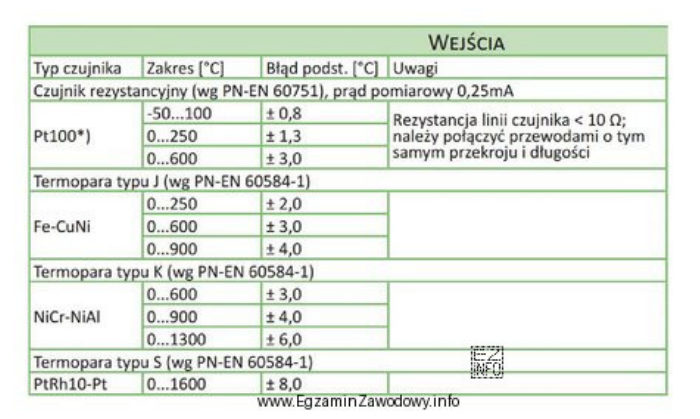 WEJŚCIA
Typ czujnika Zakres [°C] Błąd podst. [°C] Uwagi
Czujnik rezystancyjny (wg PN-EN 60751), prąd pomiarowy 0,25mA
Pt100*) -50...100 ± 0,8 Rezystancja linii czujnika < 10 Ω;
0...250 ± 1,3 należy połączyć przewodami o tym
0...600 ± 3,0 samym przekroju i długości
Termopara typu J (wg PN-EN 60584-1)
Fe-CuNi 0...250 ± 2,0
0...600 ± 3,0
0...900 ± 4,0
Termopara typu K (wg PN-EN 60584-1)
NiCr-NiAl 0...600 ± 3,0
0...900 ± 4,0
0...1300 ± 6,0
Termopara typu S (wg PN-EN 60584-1)
PtRh10-Pt 0...1600 ± 8,0
EZ
INFO
www.EgzaminZawodowy.info